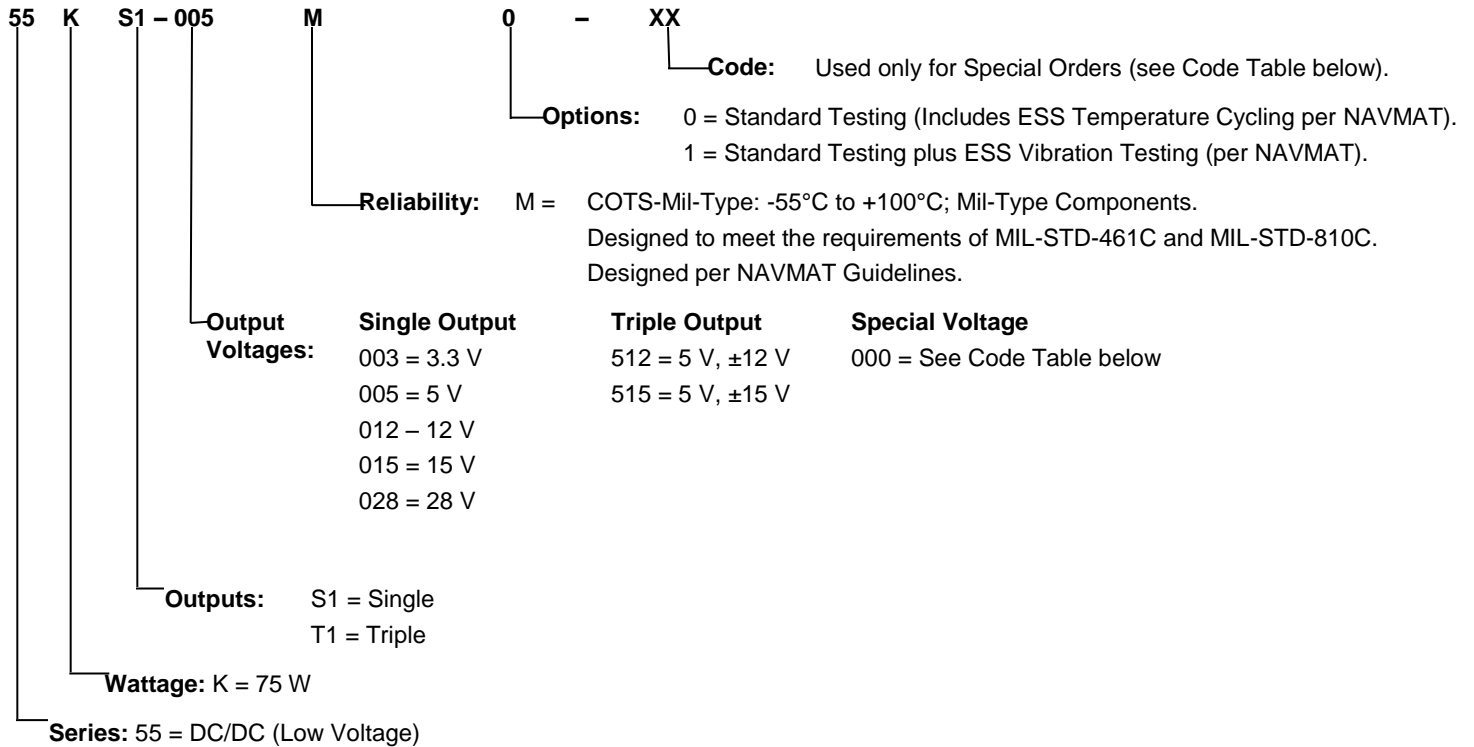 55 K S1 – 005 M 0 – XX
Code: Used only for Special Orders (see Code Table below).
Options: 0 = Standard Testing (Includes ESS Temperature Cycling per NAVMAT).
1 = Standard Testing plus ESS Vibration Testing (per NAVMAT).
Reliability: M = COTS-Mil-Type: -55°C to +100°C; Mil-Type Components.
Designed to meet the requirements of MIL-STD-461C and MIL-STD-810C.
Designed per NAVMAT Guidelines.
Output Single Output Triple Output Special Voltage
Voltages: 003 = 3.3 V 512 = 5 V, ±12 V 000 = See Code Table below
005 = 5 V 515 = 5 V, ±15 V
012 – 12 V
015 = 15 V
028 = 28 V
Outputs: S1 = Single
T1 = Triple
Wattage: K = 75 W
Series: 55 = DC/DC (Low Voltage)